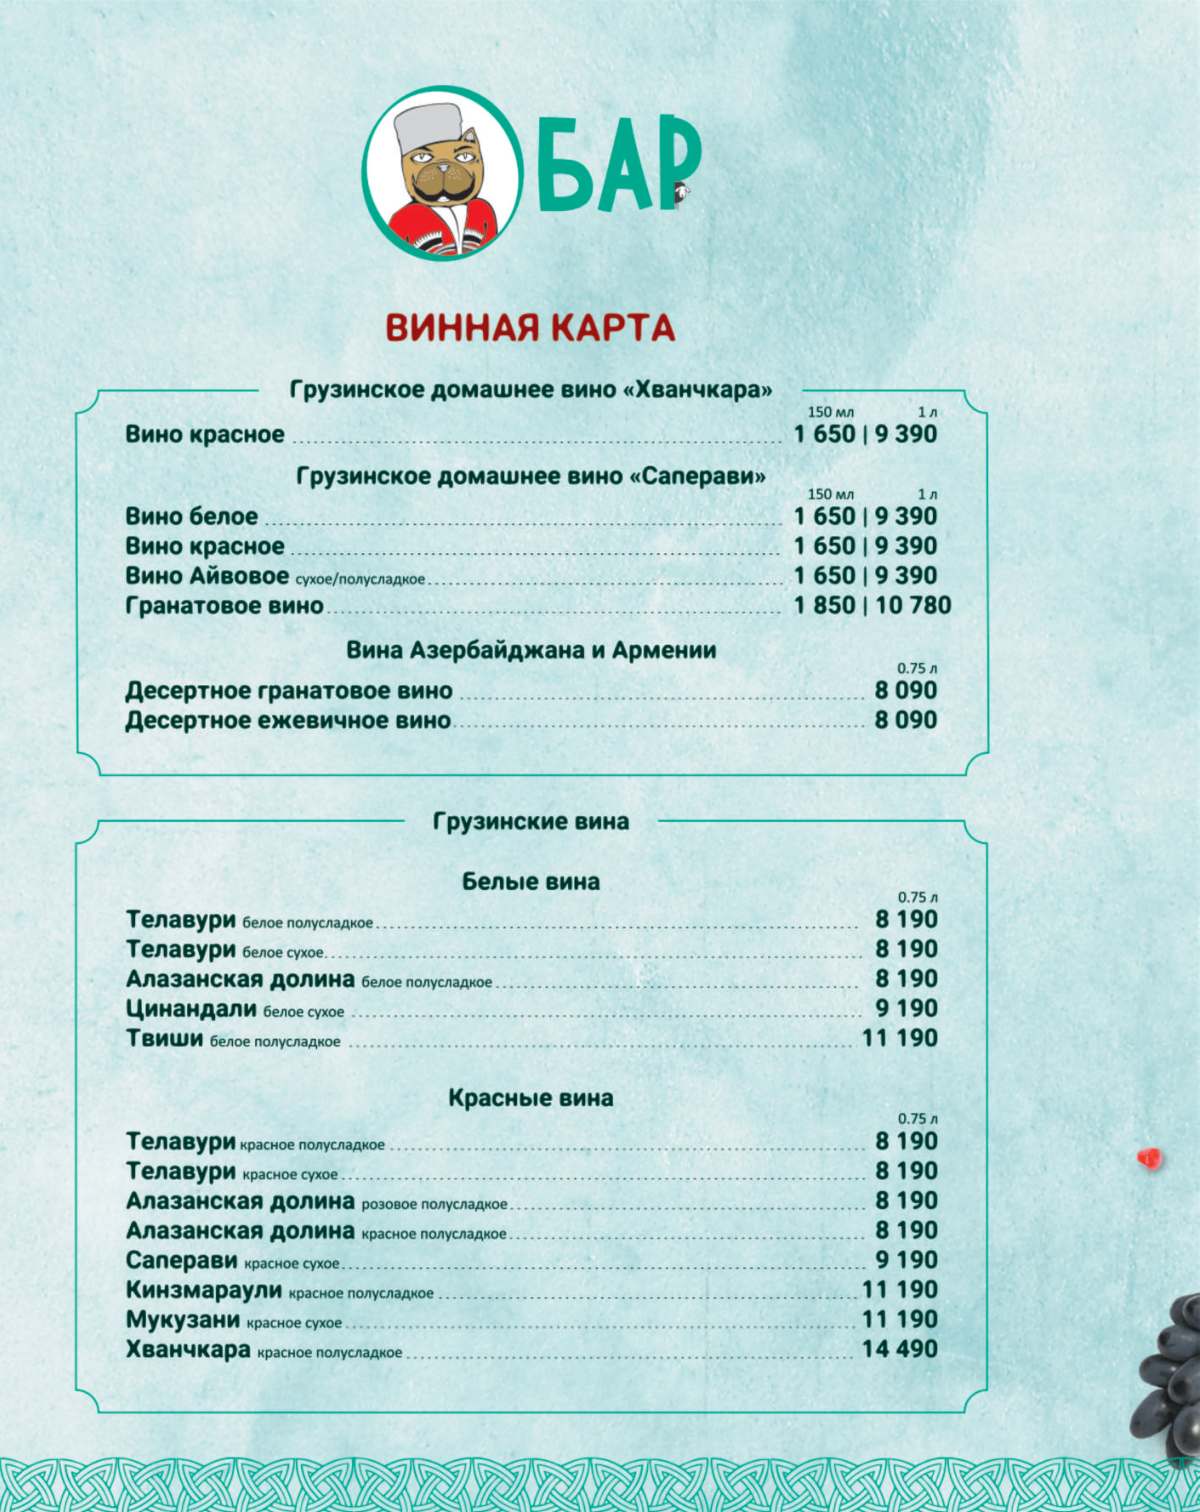 БАР
ВИННАЯ КАРТА
Грузинское домашнее вино «Хванчкара»
150 мл 1 л
Вино красное 1 650 | 9 390
Грузинское домашнее вино «Саперави»
150 мл 1 л
Вино белое 1 650 | 9 390
Вино красное 1 650 | 9 390
Вино Айвовое сухое/полусладкое 1 650 | 9 390
Гранатовое вино 1 850 | 10 780
Вина Азербайджана и Армении
0.75 л
Десертное гранатовое вино 8 090
Десертное ежевичное вино 8 090
Грузинские вина
Белые вина
0.75 л
Телавури белое полусладкое 8 190
Телавури белое сухое 8 190
Алазанская долина белое полусладкое 8 190
Цинандали белое сухое 9 190
Твиши белое полусладкое 11 190
Красные вина
0.75 л
Телавури красное полусладкое 8 190
Телавури красное сухое 8 190
Алазанская долина розовое полусладкое 8 190
Алазанская долина красное полусладкое 8 190
Саперави красное сухое 9 190
Кинзмараули красное полусладкое 11 190
Мукузани красное сухое 11 190
Хванчкара красное полусладкое 14 490